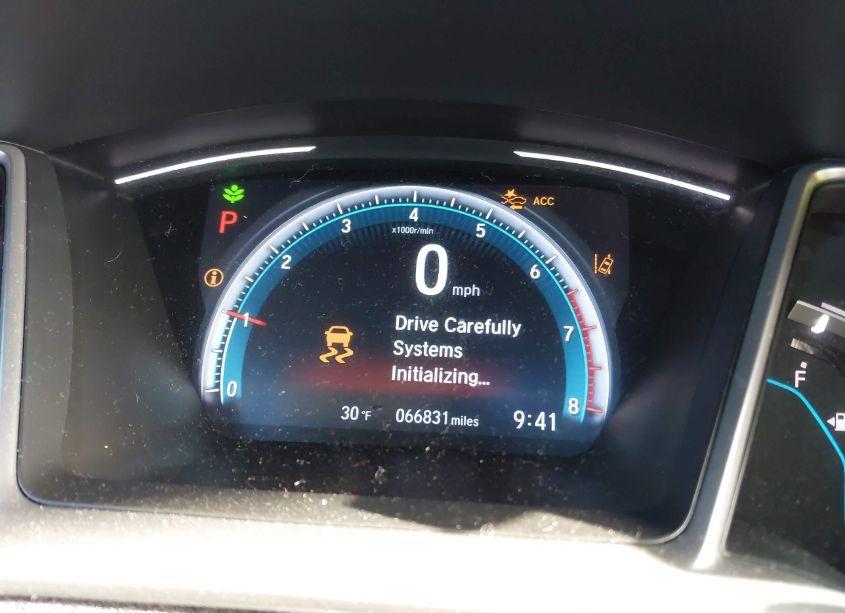 P
ACC
0 1 2 3 4 5 6 7 8
x1000r/min
0 mph
Drive Carefully
Systems
Initializing...
30 °F 066831 miles 9:41
F